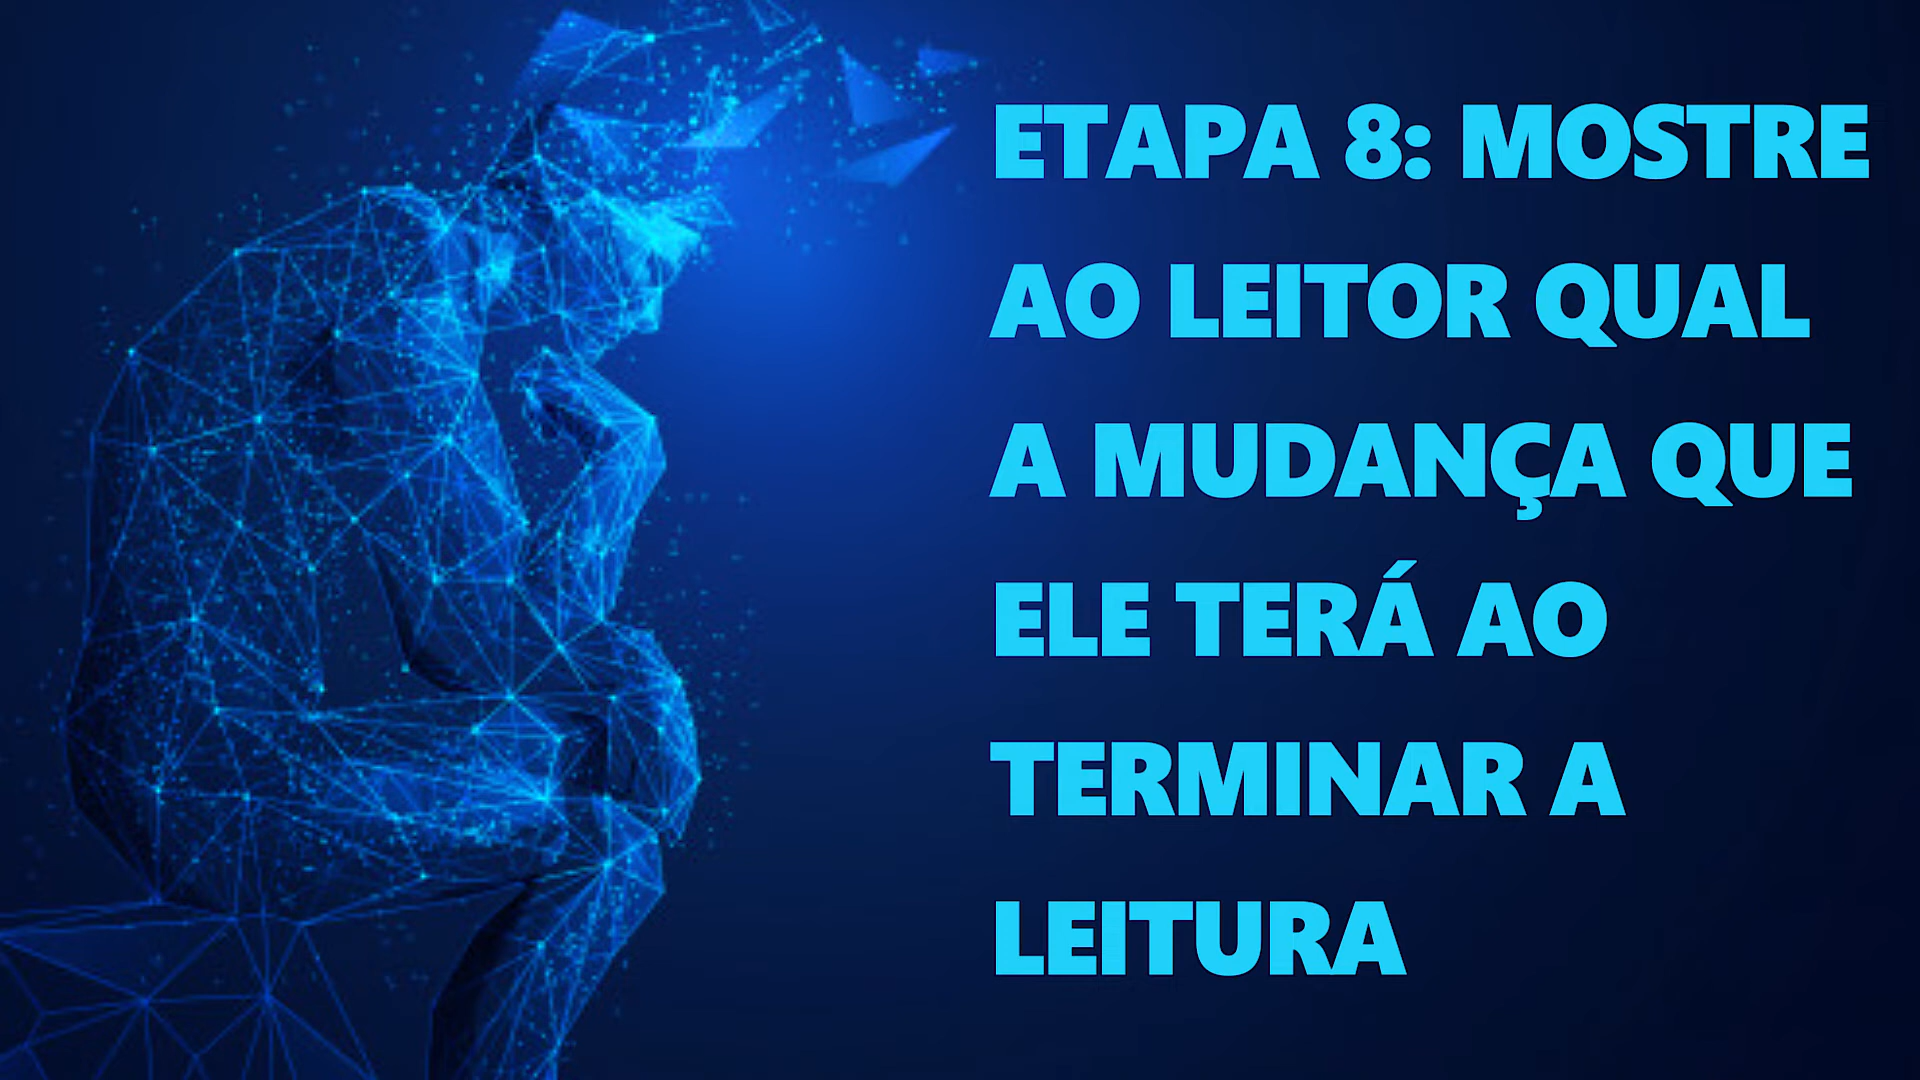 ETAPA 8: MOSTRE
AO LEITOR QUAL
A MUDANÇA QUE
ELE TERÁ AO
TERMINAR A
LEITURA